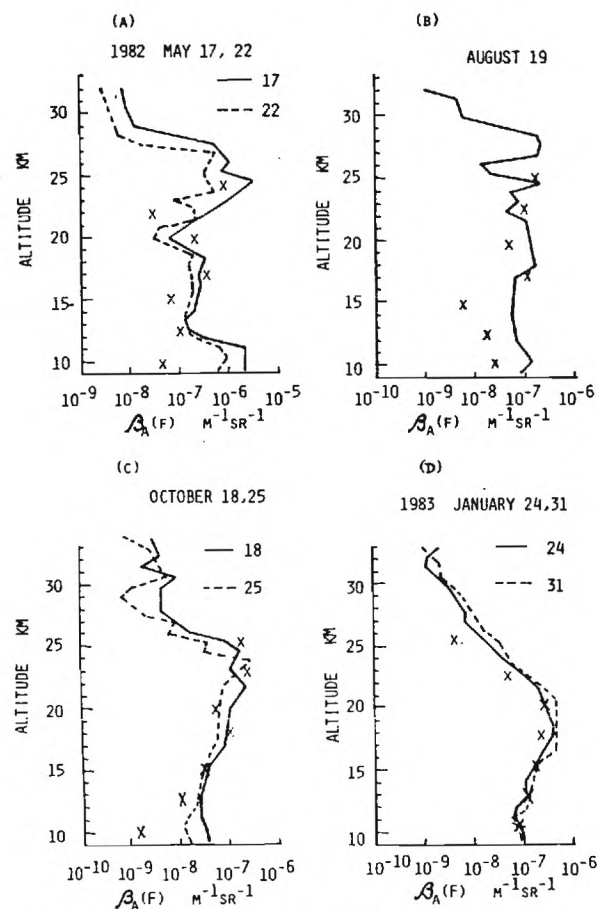 (A)
1982 MAY 17, 22
17
22
ALTITUDE KM
30
25
20
15
10
10⁻⁹ 10⁻⁸ 10⁻⁷ 10⁻⁶ 10⁻⁵
βA(F) M⁻¹SR⁻¹
(B)
AUGUST 19
ALTITUDE KM
30
25
20
15
10
10⁻¹⁰ 10⁻⁹ 10⁻⁸ 10⁻⁷ 10⁻⁶
βA(F) M⁻¹SR⁻¹
(C)
OCTOBER 18,25
18
25
ALTITUDE KM
30
25
20
15
10
10⁻¹⁰ 10⁻⁹ 10⁻⁸ 10⁻⁷ 10⁻⁶
βA(F) M⁻¹SR⁻¹
(D)
1983 JANUARY 24,31
24
31
ALTITUDE KM
30
25
20
15
10
10⁻¹⁰ 10⁻⁹ 10⁻⁸ 10⁻⁷ 10⁻⁶
βA(F) M⁻¹SR⁻¹